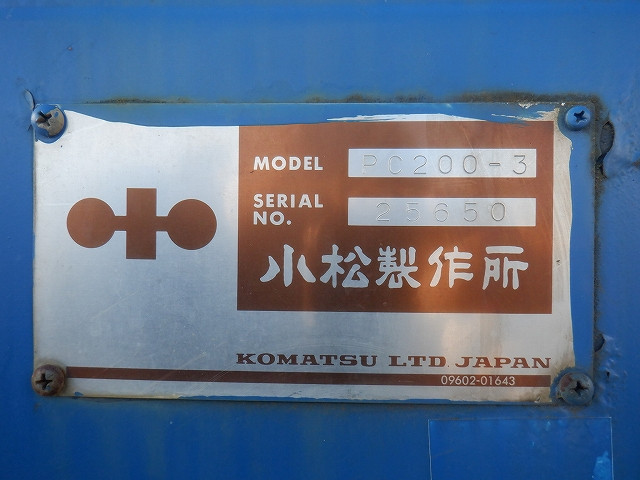 MODEL PC200-3
SERIAL NO. 25650
小松製作所
KOMATSU LTD. JAPAN
09602-01643